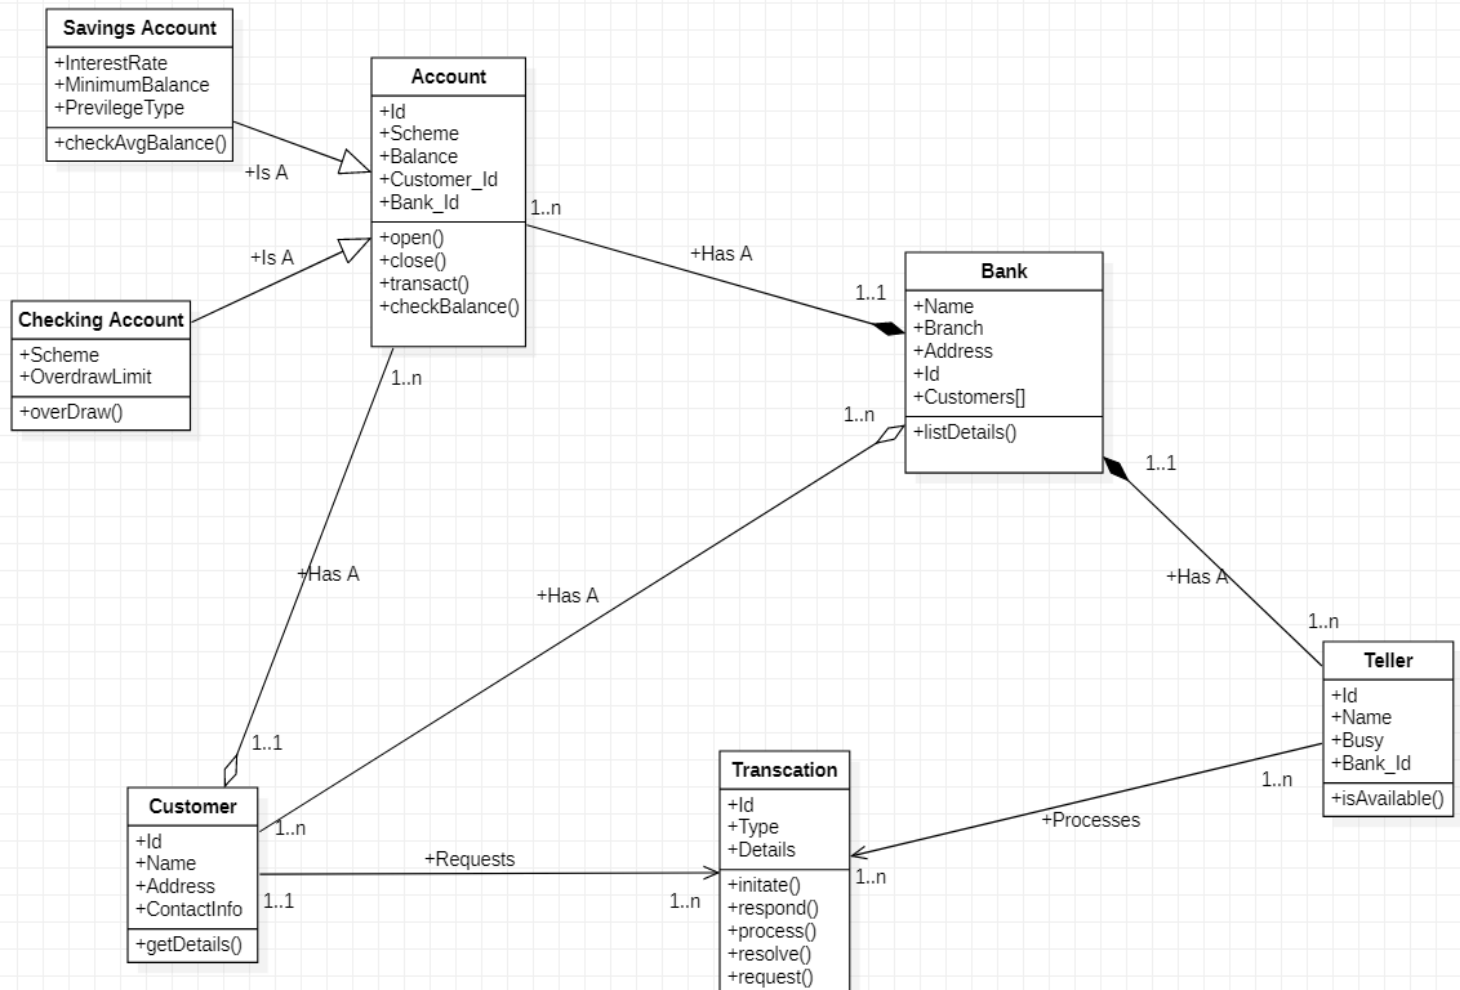 Savings Account
+InterestRate
+MinimumBalance
+PrevilegeType
+checkAvgBalance()
+Is A
Account
+Id
+Scheme
+Balance
+Customer_Id
+Bank_Id
+open()
+close()
+transact()
+checkBalance()
+Is A
Checking Account
+Scheme
+OverdrawLimit
+overDraw()
1..n
+Has A
1..1
Bank
+Name
+Branch
+Address
+Id
+Customers[]
+listDetails()
1..n
1..n
1..1
+Has A
+Has A
+Has A
1..n
Teller
+Id
+Name
+Busy
+Bank_Id
+isAvailable()
1..1
Customer
+Id
+Name
+Address
+ContactInfo
+getDetails()
1..n
+Requests
1..1
1..n
Transcation
+Id
+Type
+Details
+initate()
+respond()
+process()
+resolve()
+request()
1..n
+Processes
1..n